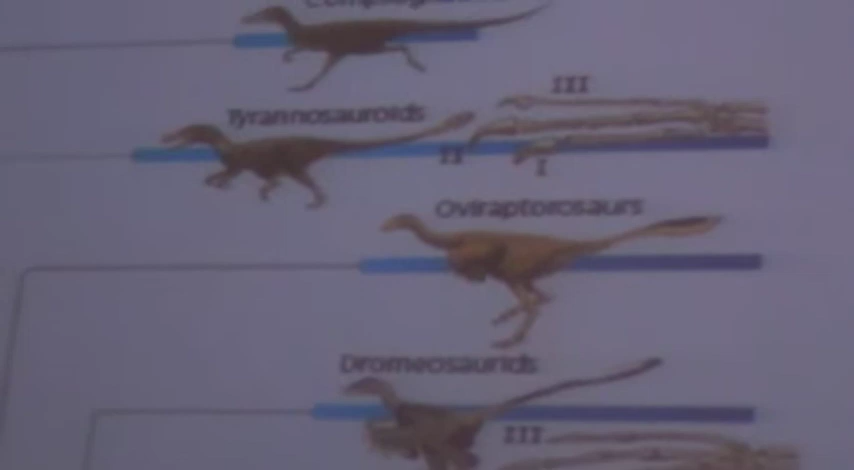 III
Tyrannosauroids
II
I
Oviraptorosaurs
Dromeosaurids
III